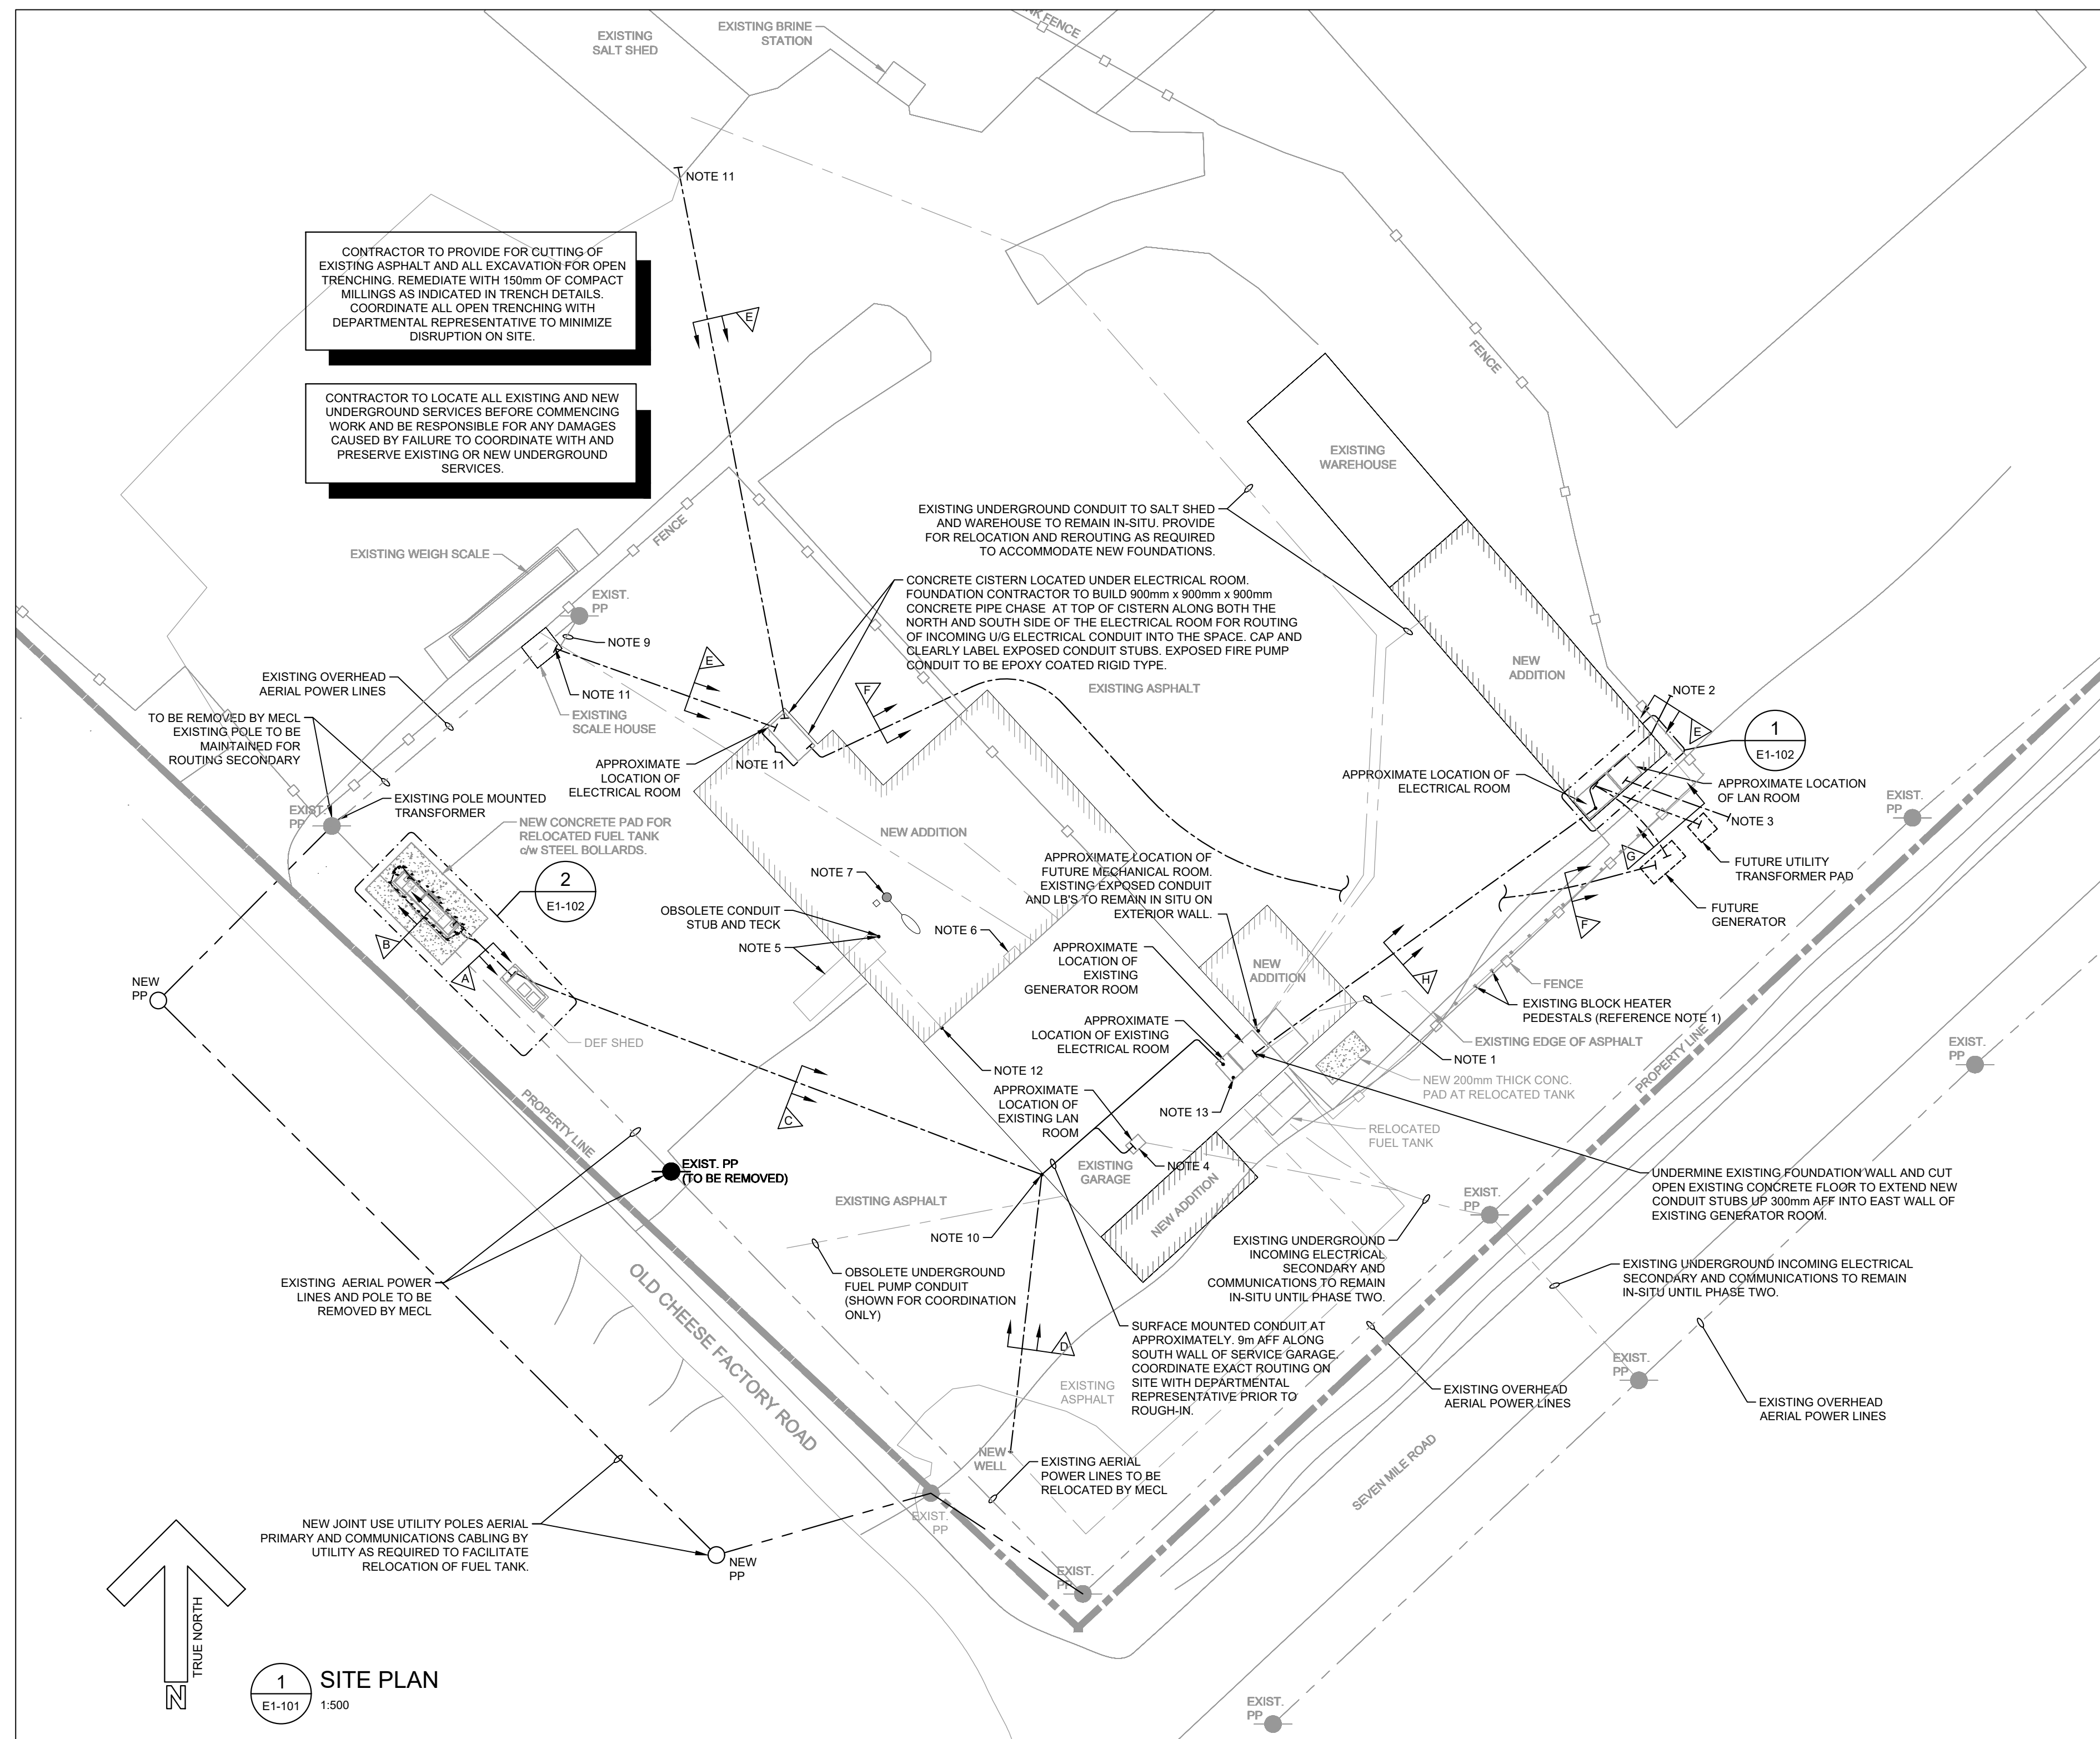 EXISTING
SALT SHED
EXISTING BRINE
STATION
NK FENCE
NOTE 11
CONTRACTOR TO PROVIDE FOR CUTTING OF
EXISTING ASPHALT AND ALL EXCAVATION FOR OPEN
TRENCHING. REMEDIATE WITH 150mm OF COMPACT
MILLINGS AS INDICATED IN TRENCH DETAILS.
COORDINATE ALL OPEN TRENCHING WITH
DEPARTMENTAL REPRESENTATIVE TO MINIMIZE
DISRUPTION ON SITE.
E
CONTRACTOR TO LOCATE ALL EXISTING AND NEW
UNDERGROUND SERVICES BEFORE COMMENCING
WORK AND BE RESPONSIBLE FOR ANY DAMAGES
CAUSED BY FAILURE TO COORDINATE WITH AND
PRESERVE EXISTING OR NEW UNDERGROUND
SERVICES.
FENCE
EXISTING
WAREHOUSE
EXISTING UNDERGROUND CONDUIT TO SALT SHED
AND WAREHOUSE TO REMAIN IN-SITU. PROVIDE
FOR RELOCATION AND REROUTING AS REQUIRED
TO ACCOMMODATE NEW FOUNDATIONS.
FENCE
EXISTING WEIGH SCALE
CONCRETE CISTERN LOCATED UNDER ELECTRICAL ROOM.
FOUNDATION CONTRACTOR TO BUILD 900mm x 900mm x 900mm
CONCRETE PIPE CHASE AT TOP OF CISTERN ALONG BOTH THE
NORTH AND SOUTH SIDE OF THE ELECTRICAL ROOM FOR ROUTING
OF INCOMING U/G ELECTRICAL CONDUIT INTO THE SPACE. CAP AND
CLEARLY LABEL EXPOSED CONDUIT STUBS. EXPOSED FIRE PUMP
CONDUIT TO BE EPOXY COATED RIGID TYPE.
EXIST.
PP
NOTE 9
E
NOTE 11
F
EXISTING ASPHALT
NEW
ADDITION
NOTE 2
E
1
E1-102
EXISTING OVERHEAD
AERIAL POWER LINES
EXISTING
SCALE HOUSE
TO BE REMOVED BY MECL
EXISTING POLE TO BE
MAINTAINED FOR
ROUTING SECONDARY
APPROXIMATE
LOCATION OF
ELECTRICAL ROOM
NOTE 11
APPROXIMATE LOCATION OF
ELECTRICAL ROOM
APPROXIMATE LOCATION
OF LAN ROOM
EXIST.
PP
EXISTING POLE MOUNTED
TRANSFORMER
EXIST.
PP
NEW CONCRETE PAD FOR
RELOCATED FUEL TANK
c/w STEEL BOLLARDS.
NEW ADDITION
NOTE 3
G
FUTURE UTILITY
TRANSFORMER PAD
2
E1-102
NOTE 7
APPROXIMATE LOCATION OF
FUTURE MECHANICAL ROOM.
EXISTING EXPOSED CONDUIT
AND LB'S TO REMAIN IN SITU ON
EXTERIOR WALL.
FUTURE
GENERATOR
OBSOLETE CONDUIT
STUB AND TECK
NOTE 5
NOTE 6
F
B
A
APPROXIMATE
LOCATION OF
EXISTING
GENERATOR ROOM
NEW
ADDITION
H
FENCE
NEW
PP
EXISTING BLOCK HEATER
PEDESTALS (REFERENCE NOTE 1)
APPROXIMATE
LOCATION OF EXISTING
ELECTRICAL ROOM
DEF SHED
EXISTING EDGE OF ASPHALT
NOTE 1
EXIST.
PP
PROPERTY LINE
NOTE 12
NEW 200mm THICK CONC.
PAD AT RELOCATED TANK
APPROXIMATE
LOCATION OF
EXISTING LAN
ROOM
NOTE 13
C
PROPERTY LINE
RELOCATED
FUEL TANK
EXIST. PP
(TO BE REMOVED)
EXISTING
GARAGE
NOTE 4
NEW ADDITION
UNDERMINE EXISTING FOUNDATION WALL AND CUT
OPEN EXISTING CONCRETE FLOOR TO EXTEND NEW
CONDUIT STUBS UP 300mm AFF INTO EAST WALL OF
EXISTING GENERATOR ROOM.
EXISTING ASPHALT
EXIST.
PP
NOTE 10
EXISTING UNDERGROUND
INCOMING ELECTRICAL
SECONDARY AND
COMMUNICATIONS TO REMAIN
IN-SITU UNTIL PHASE TWO.
EXISTING UNDERGROUND INCOMING ELECTRICAL
SECONDARY AND COMMUNICATIONS TO REMAIN
IN-SITU UNTIL PHASE TWO.
OBSOLETE UNDERGROUND
FUEL PUMP CONDUIT
(SHOWN FOR COORDINATION
ONLY)
EXISTING AERIAL POWER
LINES AND POLE TO BE
REMOVED BY MECL
OLD CHEESE FACTORY ROAD
D
SURFACE MOUNTED CONDUIT AT
APPROXIMATELY. 9m AFF ALONG
SOUTH WALL OF SERVICE GARAGE.
COORDINATE EXACT ROUTING ON
SITE WITH DEPARTMENTAL
REPRESENTATIVE PRIOR TO
ROUGH-IN.
EXIST.
PP
EXISTING
ASPHALT
EXISTING OVERHEAD
AERIAL POWER LINES
EXISTING OVERHEAD
AERIAL POWER LINES
NEW
WELL
EXISTING AERIAL
POWER LINES TO BE
RELOCATED BY MECL
SEVEN MILE ROAD
EXIST.
PP
NEW JOINT USE UTILITY POLES AERIAL
PRIMARY AND COMMUNICATIONS CABLING BY
UTILITY AS REQUIRED TO FACILITATE
RELOCATION OF FUEL TANK.
NEW
PP
EXIST.
PP
TRUE NORTH
N
1
E1-101
SITE PLAN
1:500
EXIST.
PP